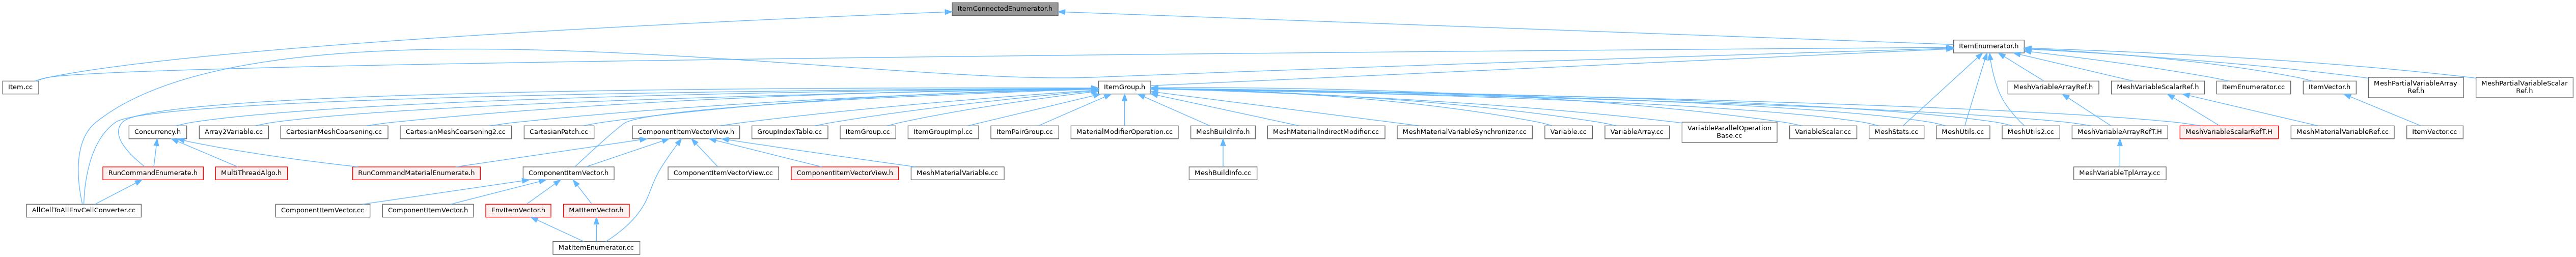 ItemConnectedEnumerator.h
ItemEnumerator.h
Item.cc
ItemGroup.h
MeshVariableArrayRef.h
MeshVariableScalarRef.h
ItemEnumerator.cc
ItemVector.h
MeshPartialVariableArray
Ref.h
MeshPartialVariableScalar
Ref.h
Concurrency.h
Array2Variable.cc
CartesianMeshCoarsening.cc
CartesianMeshCoarsening2.cc
CartesianPatch.cc
ComponentItemVectorView.h
GroupIndexTable.cc
ItemGroup.cc
ItemGroupImpl.cc
ItemPairGroup.cc
MaterialModifierOperation.cc
MeshBuildInfo.h
MeshMaterialIndirectModifier.cc
MeshMaterialVariableSynchronizer.cc
Variable.cc
VariableArray.cc
VariableParallelOperation
Base.cc
VariableScalar.cc
MeshStats.cc
MeshUtils.cc
MeshUtils2.cc
MeshVariableArrayRefT.H
MeshVariableScalarRefT.H
MeshMaterialVariableRef.cc
ItemVector.cc
RunCommandEnumerate.h
MultiThreadAlgo.h
RunCommandMaterialEnumerate.h
ComponentItemVector.h
ComponentItemVectorView.cc
ComponentItemVectorView.h
MeshMaterialVariable.cc
MeshBuildInfo.cc
MeshVariableTplArray.cc
AllCellToAllEnvCellConverter.cc
ComponentItemVector.cc
ComponentItemVector.h
EnvItemVector.h
MatItemVector.h
MatItemEnumerator.cc